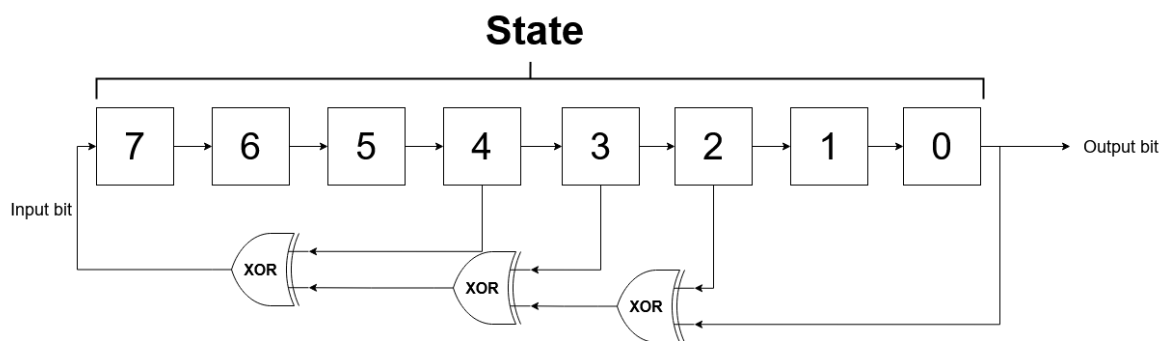 State
7 6 5 4 3 2 1 0
Output bit
Input bit
XOR
XOR
XOR